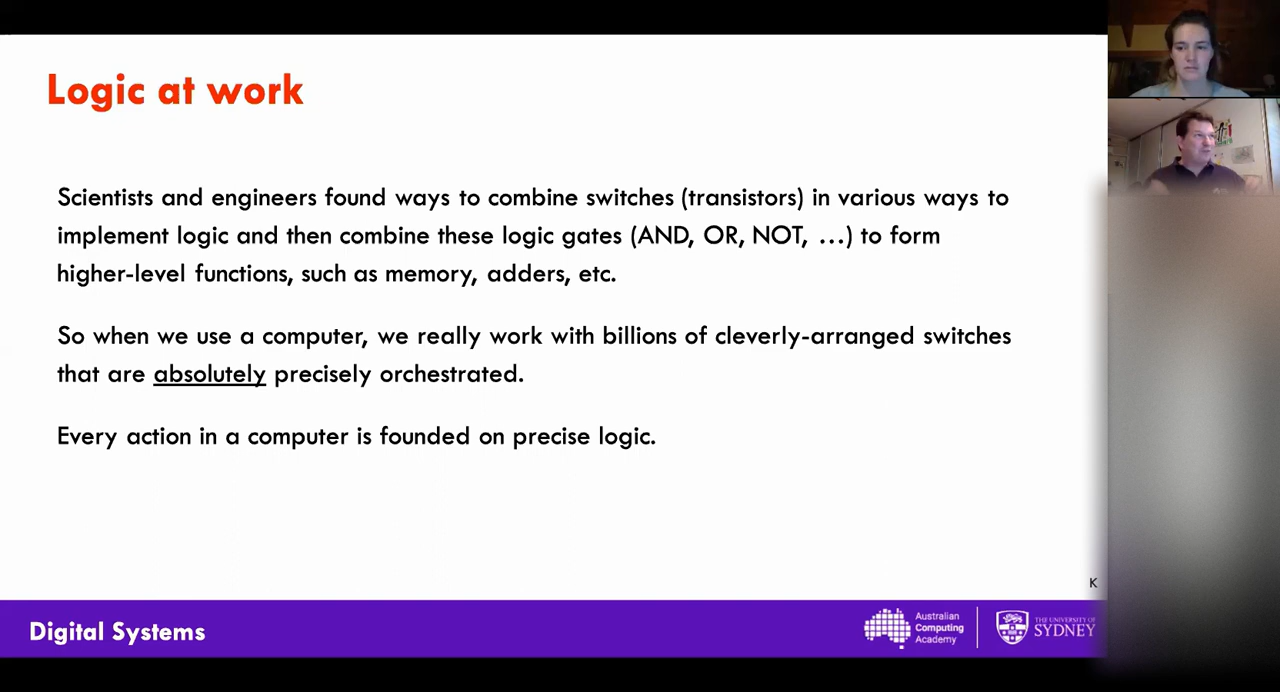 Logic at work
Scientists and engineers found ways to combine switches (transistors) in various ways to
implement logic and then combine these logic gates (AND, OR, NOT, …) to form
higher-level functions, such as memory, adders, etc.
So when we use a computer, we really work with billions of cleverly-arranged switches
that are absolutely precisely orchestrated.
Every action in a computer is founded on precise logic.
K
Digital Systems
Australian
Computing
Academy
THE UNIVERSITY OF
SYDNEY